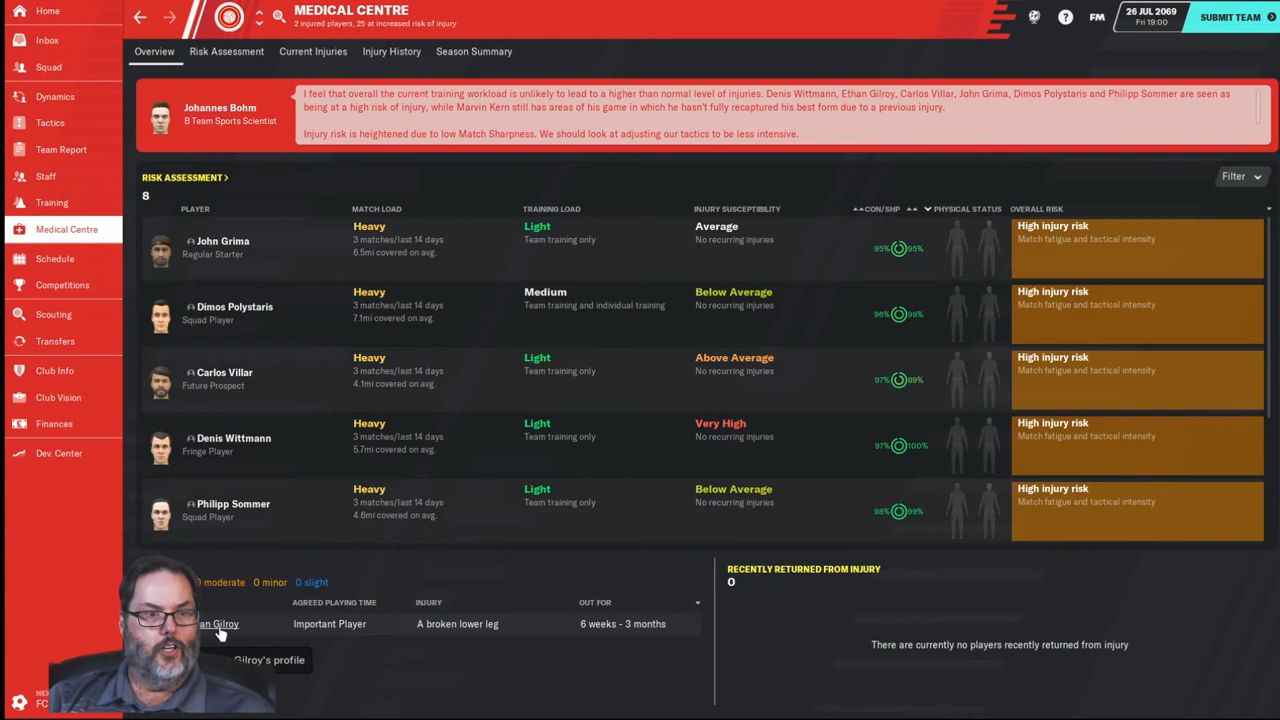 Home
Inbox
Squad
Dynamics
Tactics
Team Report
Staff
Training
Medical Centre
Schedule
Competitions
Scouting
Transfers
Club Info
Club Vision
Finances
Dev. Center
FC
MEDICAL CENTRE
2 injured players, 25 at increased risk of injury
?
FM
26 JUL 2069
Fri 19:00
SUBMIT TEAM
Overview Risk Assessment Current Injuries Injury History Season Summary
Johannes Bohm
B Team Sports Scientist
I feel that overall the current training workload is unlikely to lead to a higher than normal level of injuries. Denis Wittmann, Ethan Gilroy, Carlos Villar, John Grima, Dimos Polystaris and Philipp Sommer are seen as
being at a high risk of injury, while Marvin Kern still has areas of his game in which he hasn't fully recaptured his best form due to a previous injury.
Injury risk is heightened due to low Match Sharpness. We should look at adjusting our tactics to be less intensive.
RISK ASSESSMENT >
8
Filter
PLAYER MATCH LOAD TRAINING LOAD INJURY SUSCEPTIBILITY CON/SHP PHYSICAL STATUS OVERALL RISK
John Grima
Regular Starter
Heavy
3 matches/last 14 days
6.5mi covered on avg.
Light
Team training only
Average
No recurring injuries
95% 95%
High injury risk
Match fatigue and tactical intensity
Dimos Polystaris
Squad Player
Heavy
3 matches/last 14 days
7.1mi covered on avg.
Medium
Team training and individual training
Below Average
No recurring injuries
96% 99%
High injury risk
Match fatigue and tactical intensity
Carlos Villar
Future Prospect
Heavy
3 matches/last 14 days
4.1mi covered on avg.
Light
Team training only
Above Average
No recurring injuries
97% 89%
High injury risk
Match fatigue and tactical intensity
Denis Wittmann
Fringe Player
Heavy
3 matches/last 14 days
5.7mi covered on avg.
Light
Team training only
Very High
No recurring injuries
97% 100%
High injury risk
Match fatigue and tactical intensity
Philipp Sommer
Squad Player
Heavy
3 matches/last 14 days
4.6mi covered on avg.
Light
Team training only
Below Average
No recurring injuries
98% 99%
High injury risk
Match fatigue and tactical intensity
moderate 0 minor 0 slight
AGREED PLAYING TIME INJURY OUT FOR
Gilroy Important Player A broken lower leg 6 weeks - 3 months
Gilroy's profile
RECENTLY RETURNED FROM INJURY
0
There are currently no players recently returned from injury